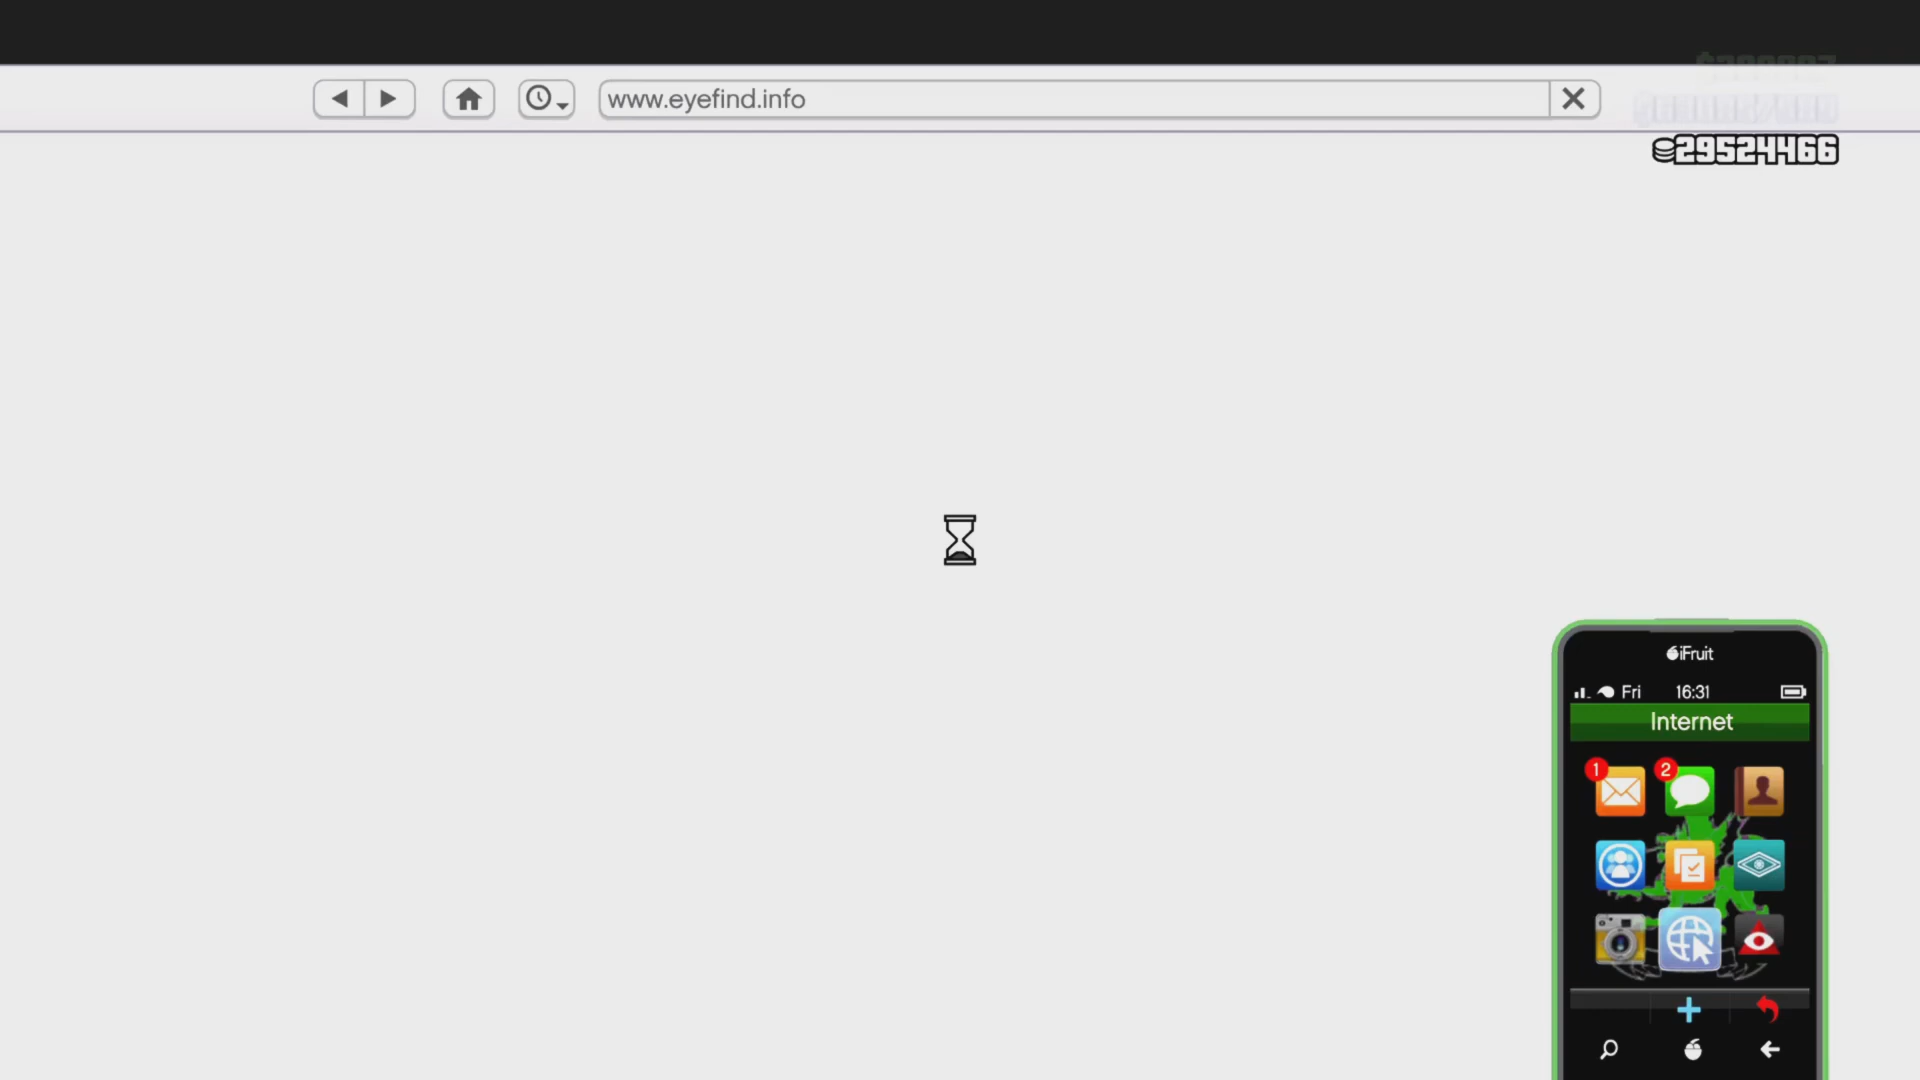 www.eyefind.info
29524466
iFruit
Fri 16:31
Internet
1 2